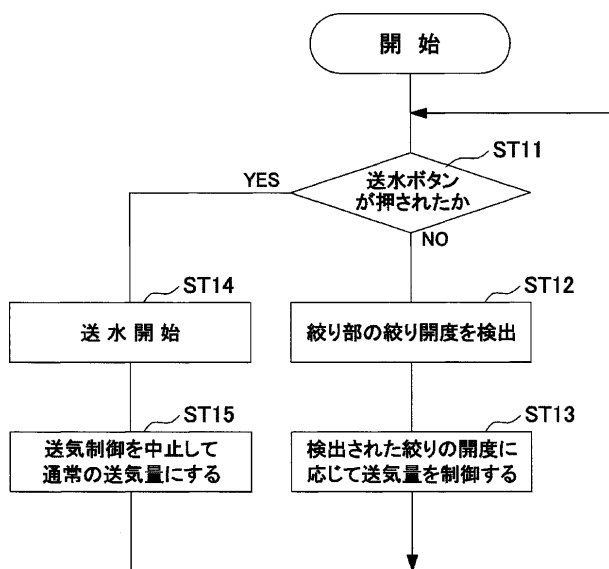 開 始
ST11
送水ボタン
が押されたか
YES
NO
ST14
送 水 開 始
ST12
絞り部の絞り開度を検出
ST15
送気制御を中止して
通常の送気量にする
ST13
検出された絞りの開度に
応じて送気量を制御する